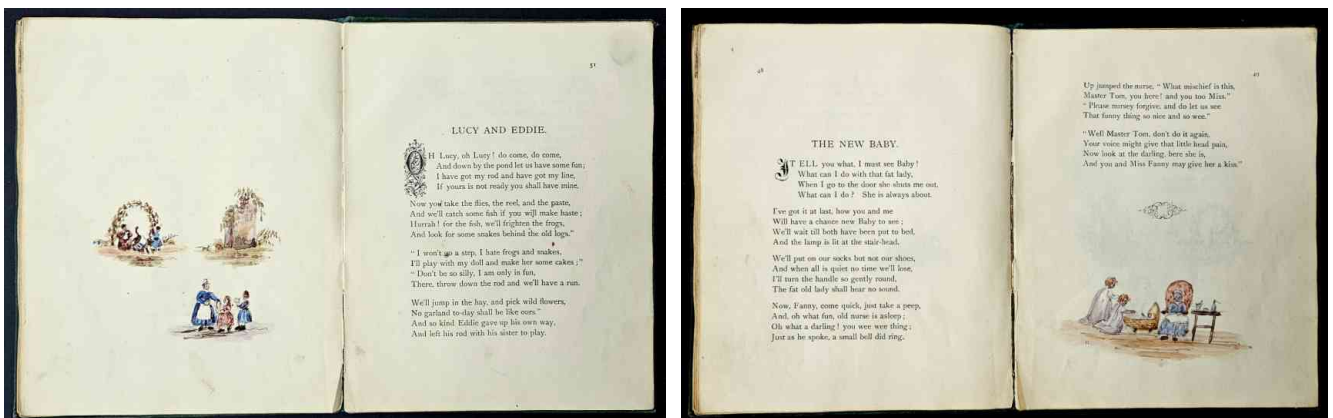 51
LUCY AND EDDIE.
OH Lucy, oh Lucy! do come, do come,
And down by the pond let us have some fun;
I have got my rod and have got my line,
If yours is not ready you shall have mine.
Now you take the flies, the reel, and the paste,
And we'll catch some fish if you will make haste;
Hurrah! for the fish, we'll frighten the frogs,
And look for some snakes behind the old logs."
"I won't go a step, I hate frogs and snakes,
I'll play with my doll and make her some cakes;"
"Don't be so silly, I am only in fun,
There, throw down the rod and we'll have a run.
We'll jump in the hay, and pick wild flowers,
No garland to-day shall be like ours."
And so kind Eddie gave up his own way,
And left his rod with his sister to play.
48
THE NEW BABY.
I TELL you what, I must see Baby!
What can I do with that fat lady,
When I go to the door she shuts me out,
What can I do? She is always about.
I've got it at last, how you and me
Will have a chance new Baby to see;
We'll wait till both have been put to bed,
And the lamp is lit at the stair-head.
We'll put on our socks but not our shoes,
And when all is quiet no time we'll lose,
I'll turn the handle so gently round,
The fat old lady shall hear no sound.
Now, Fanny, come quick, just take a peep,
And, oh what fun, old nurse is asleep;
Oh what a darling! you wee wee thing;
Just as he spoke, a small bell did ring.
49
Up jumped the nurse, "What mischief is this,
Master Tom, you here! and you too Miss."
"Please nursey forgive, and do let us see
That funny thing so nice and so wee."
"Well Master Tom, don't do it again,
Your voice might give that little head pain,
Now look at the darling, here she is,
And you and Miss Fanny may give her a kiss."